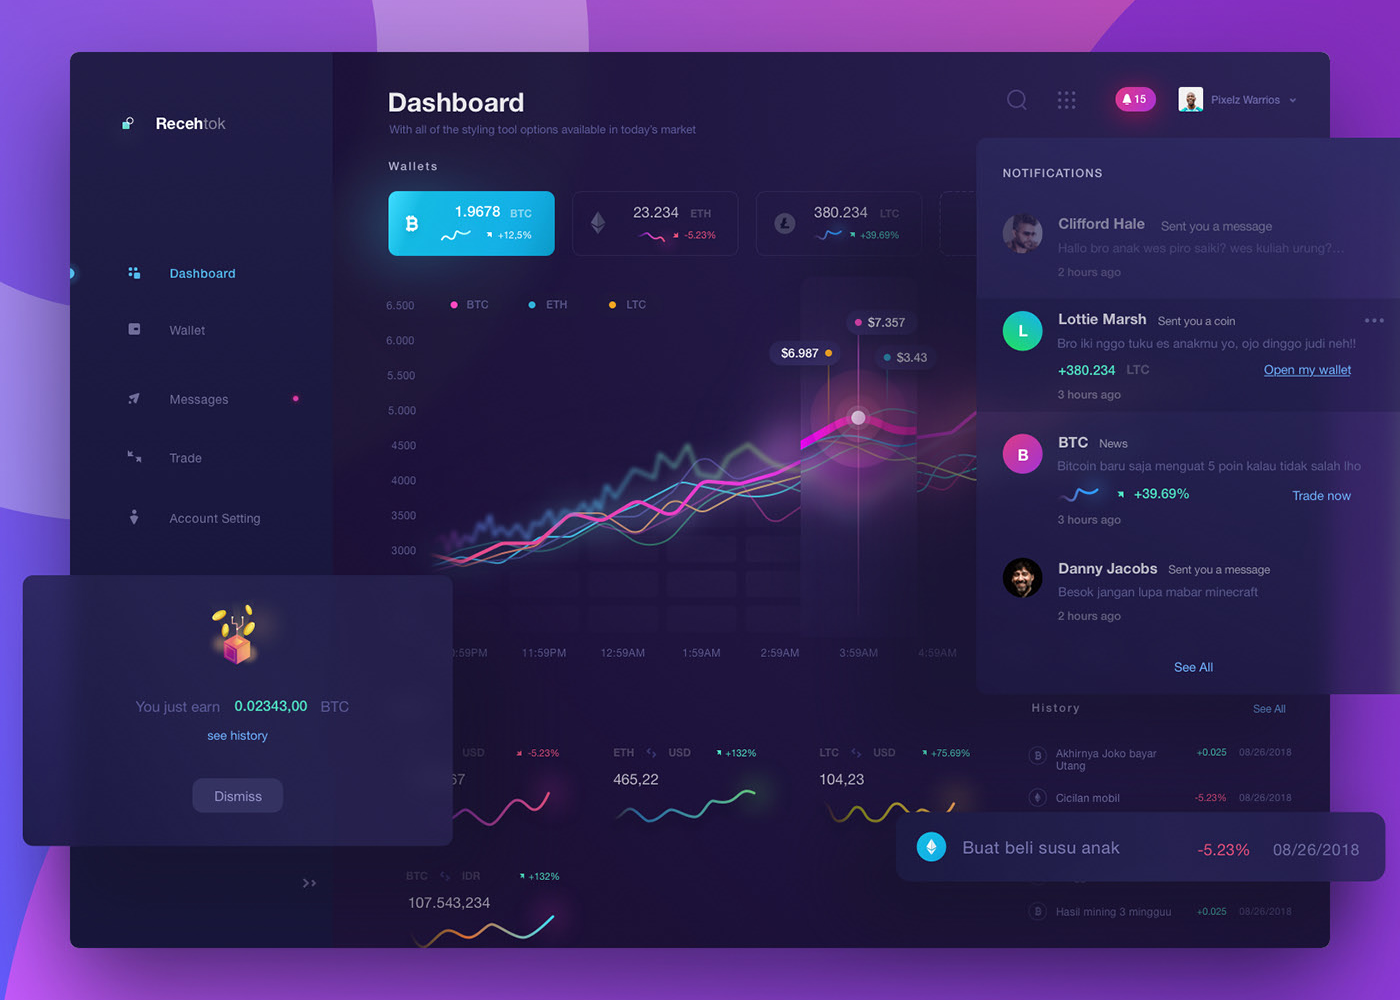 Recehtok
Dashboard
With all of the styling tool options available in today's market
15
Pixelz Warrios
Dashboard
Wallet
Messages
Trade
Account Setting
Wallets
1.9678 BTC
+12,5%
23.234 ETH
-5.23%
380.234 LTC
+39.69%
BTC
ETH
LTC
6.500
6.000
5.500
5.000
4500
4000
3500
3000
$7.357
$6.987
$3.43
:59PM
11:59PM
12:59AM
1:59AM
2:59AM
3:59AM
4:59AM
NOTIFICATIONS
Clifford Hale Sent you a message
Hallo bro anak wes piro saiki? wes kuliah urung?...
2 hours ago
L
Lottie Marsh Sent you a coin
Bro iki nggo tuku es anakmu yo, ojo dinggo judi neh!!
+380.234 LTC
Open my wallet
3 hours ago
B
BTC News
Bitcoin baru saja menguat 5 poin kalau tidak salah lho
+39.69%
Trade now
3 hours ago
Danny Jacobs Sent you a message
Besok jangan lupa mabar minecraft
2 hours ago
See All
You just earn 0.02343,00 BTC
see history
Dismiss
USD
-5.23%
67
ETH USD
+132%
465,22
LTC USD
+75.69%
104,23
BTC IDR
+132%
107.543,234
History
See All
Akhirnya Joko bayar
Utang
+0.025
08/26/2018
Cicilan mobil
-5.23%
08/26/2018
Buat beli susu anak
-5.23%
08/26/2018
Hasil mining 3 mingguu
+0.025
08/26/2018